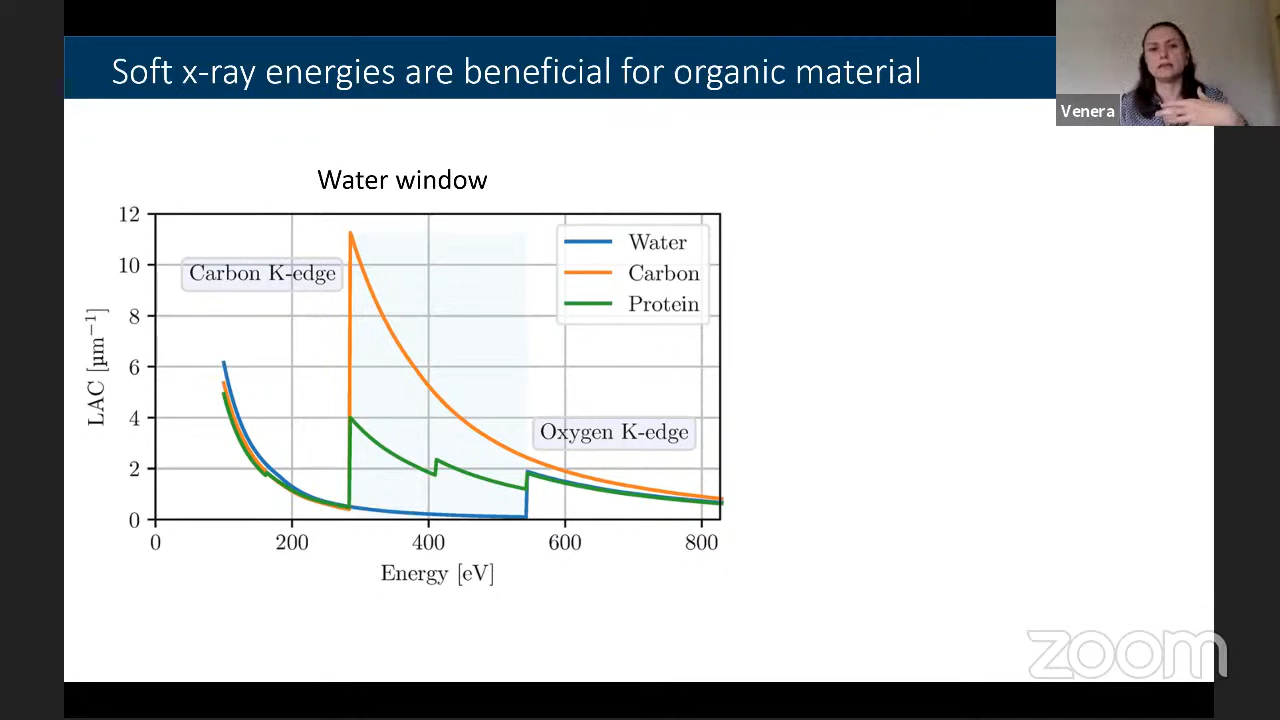 Soft x-ray energies are beneficial for organic material
Venera
Water window
12
10
8
6
4
2
0
LAC [µm⁻¹]
Carbon K-edge
Water
Carbon
Protein
Oxygen K-edge
0 200 400 600 800
Energy [eV]
zoom